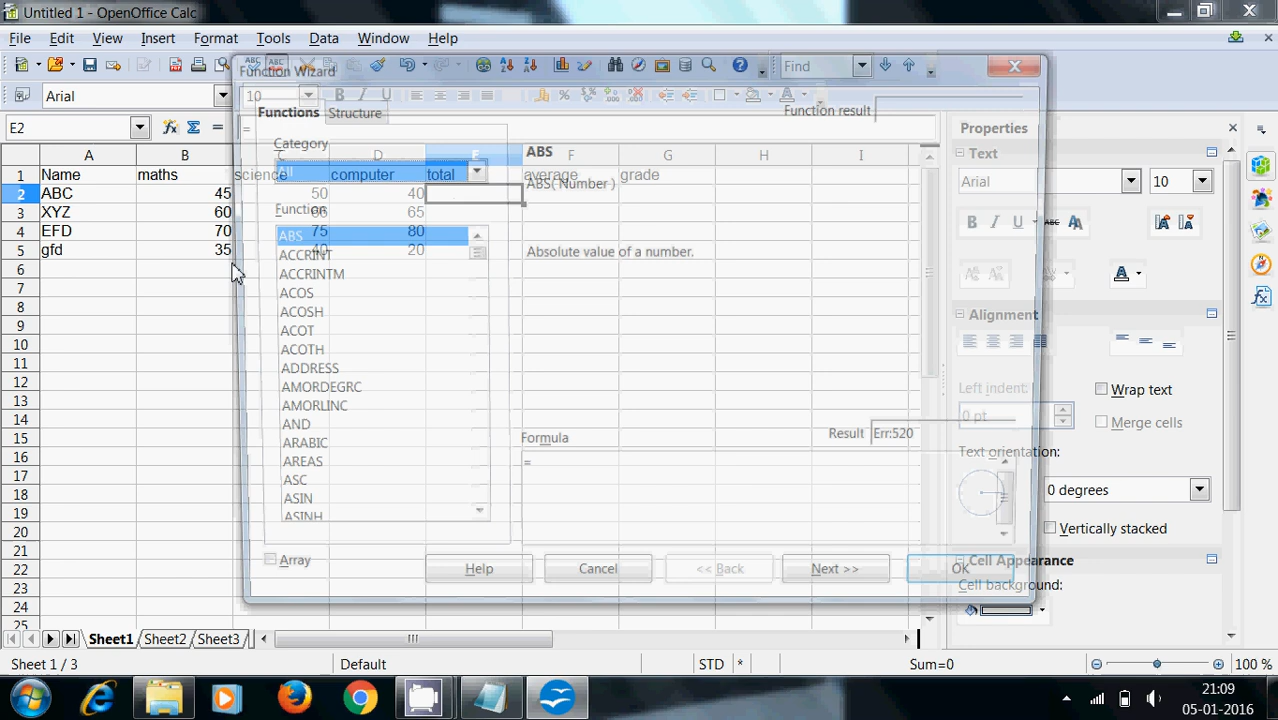 Untitled 1 - OpenOffice Calc
File Edit View Insert Format Tools Data Window Help
Find
Function Wizard
Arial
10
Functions Structure
Function result
E2
=
Category
All
ABS
ABS( Number )
Absolute value of a number.
Function
ABS
ACCRINT
ACCRINTM
ACOS
ACOSH
ACOT
ACOTH
ADDRESS
AMORDEGRC
AMORLINC
AND
ARABIC
AREAS
ASC
ASIN
ASINH
Formula
Result Err:520
=
Array
Help Cancel << Back Next >> OK
A B C D E F G H I
1 Name maths science computer total average grade
2 ABC 45 50 40
3 XYZ 60 66 65
4 EFD 70 75 80
5 gfd 35 40 20
6
7
8
9
10
11
12
13
14
15
16
17
18
19
20
21
22
23
24
25
Properties
Text
Arial 10
B I U ABC A
Alignment
Left indent:
0 pt
Wrap text
Merge cells
Text orientation:
0 degrees
Vertically stacked
Cell Appearance
Cell background:
Sheet1 Sheet2 Sheet3
Sheet 1 / 3 Default STD * Sum=0 100 %
21:09
05-01-2016